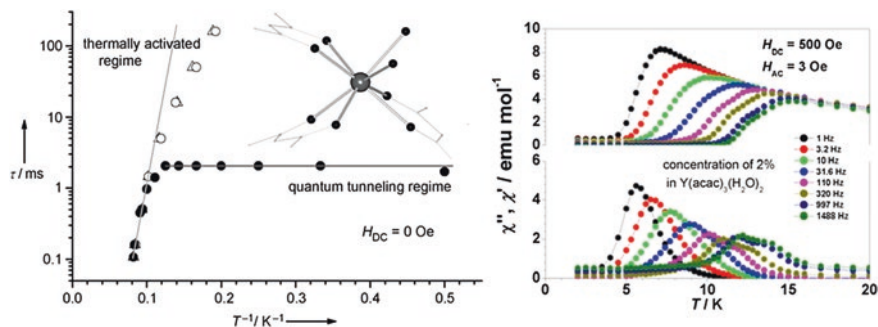 100
10
1
0.1
τ / ms
thermally activated
regime
quantum tunneling regime
H_DC = 0 Oe
0.0 0.1 0.2 0.3 0.4 0.5
T⁻¹/ K⁻¹
χ'', χ' / emu mol⁻¹
10
8
6
4
2
0
H_DC = 500 Oe
H_AC = 3 Oe
1 Hz
3.2 Hz
10 Hz
31.6 Hz
110 Hz
320 Hz
997 Hz
1488 Hz
concentration of 2%
in Y(acac)₃(H₂O)₂
4
2
0
0 5 10 15 20
T / K